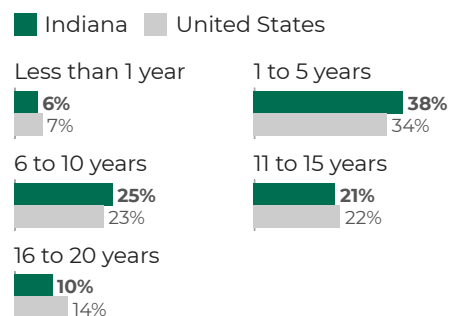 Indiana United States
Less than 1 year 1 to 5 years
6% 38%
7% 34%
6 to 10 years 11 to 15 years
25% 21%
23% 22%
16 to 20 years
10%
14%